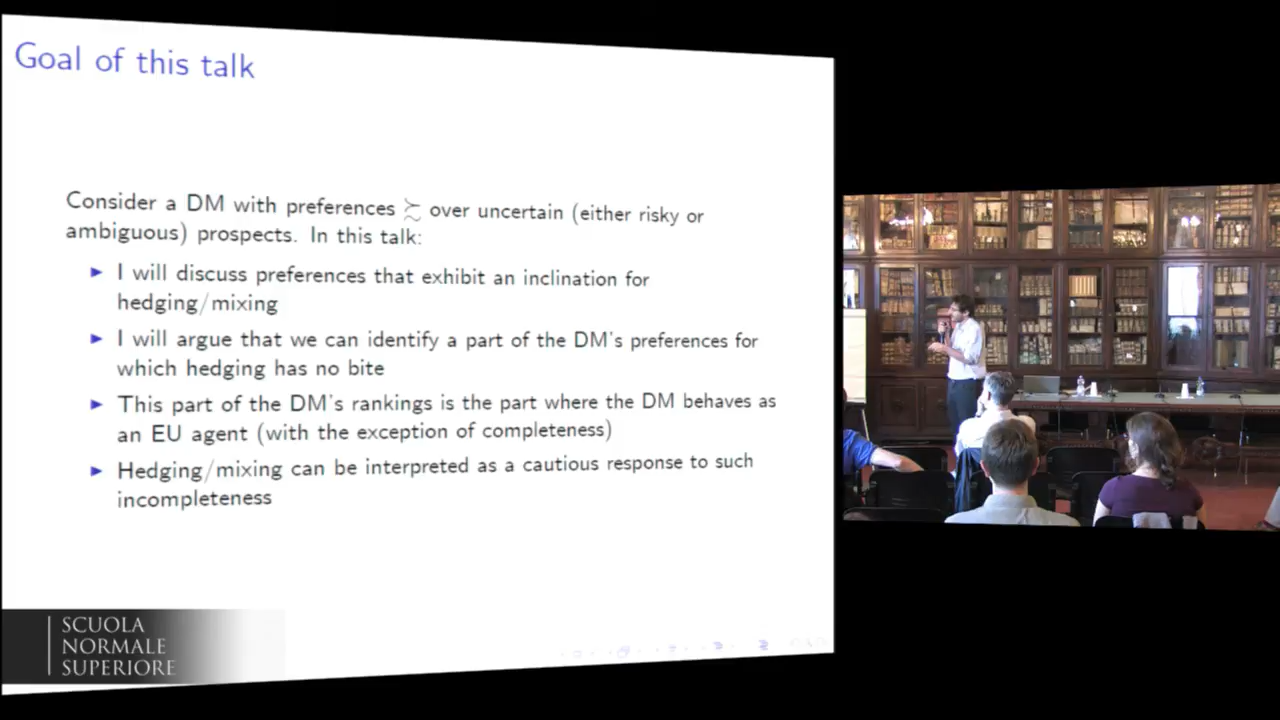 Goal of this talk
Consider a DM with preferences ≿ over uncertain (either risky or
ambiguous) prospects. In this talk:
▶ I will discuss preferences that exhibit an inclination for
hedging/mixing
▶ I will argue that we can identify a part of the DM's preferences for
which hedging has no bite
▶ This part of the DM's rankings is the part where the DM behaves as
an EU agent (with the exception of completeness)
▶ Hedging/mixing can be interpreted as a cautious response to such
incompleteness
SCUOLA
NORMALE
SUPERIORE